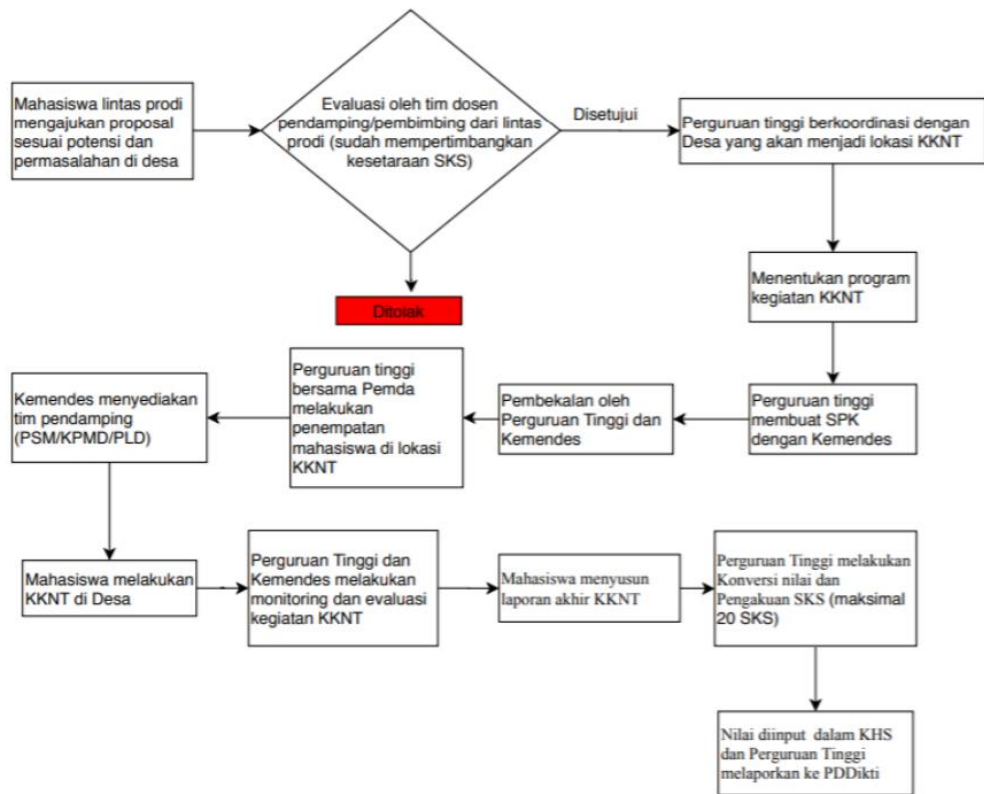 Mahasiswa lintas prodi
mengajukan proposal
sesuai potensi dan
permasalahan di desa
Evaluasi oleh tim dosen
pendamping/pembimbing dari lintas
prodi (sudah mempertimbangkan
kesetaraan SKS)
Disetujui
Perguruan tinggi berkoordinasi dengan
Desa yang akan menjadi lokasi KKNT
Ditolak
Menentukan program
kegiatan KKNT
Perguruan tinggi
membuat SPK
dengan Kemendes
Pembekalan oleh
Perguruan Tinggi dan
Kemendes
Perguruan tinggi
bersama Pemda
melakukan
penempatan
mahasiswa di lokasi
KKNT
Kemendes menyediakan
tim pendamping
(PSM/KPMD/PLD)
Mahasiswa melakukan
KKNT di Desa
Perguruan Tinggi dan
Kemendes melakukan
monitoring dan evaluasi
kegiatan KKNT
Mahasiswa menyusun
laporan akhir KKNT
Perguruan Tinggi melakukan
Konversi nilai dan
Pengakuan SKS (maksimal
20 SKS)
Nilai diinput dalam KHS
dan Perguruan Tinggi
melaporkan ke PDDikti